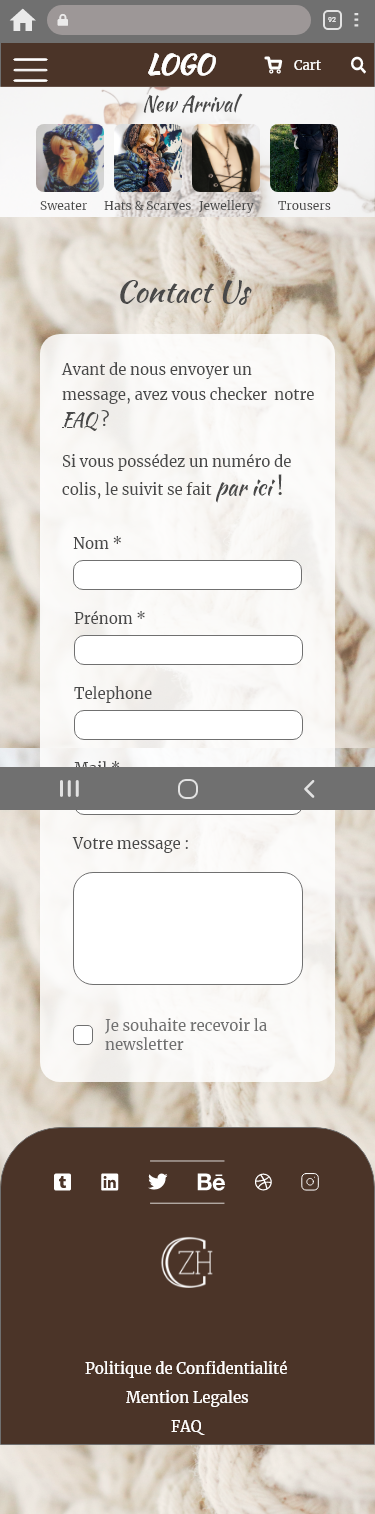 92
LOGO
Cart
New Arrival
Sweater
Hats & Scarves
Jewellery
Trousers
Contact Us
Avant de nous envoyer un
message, avez vous checker notre
FAQ ?
Si vous possédez un numéro de
colis, le suivit se fait par ici !
Nom *
Prénom *
Telephone
Mail *
Votre message :
Je souhaite recevoir la
newsletter
t in Bē
CZH
Politique de Confidentialité
Mention Legales
FAQ